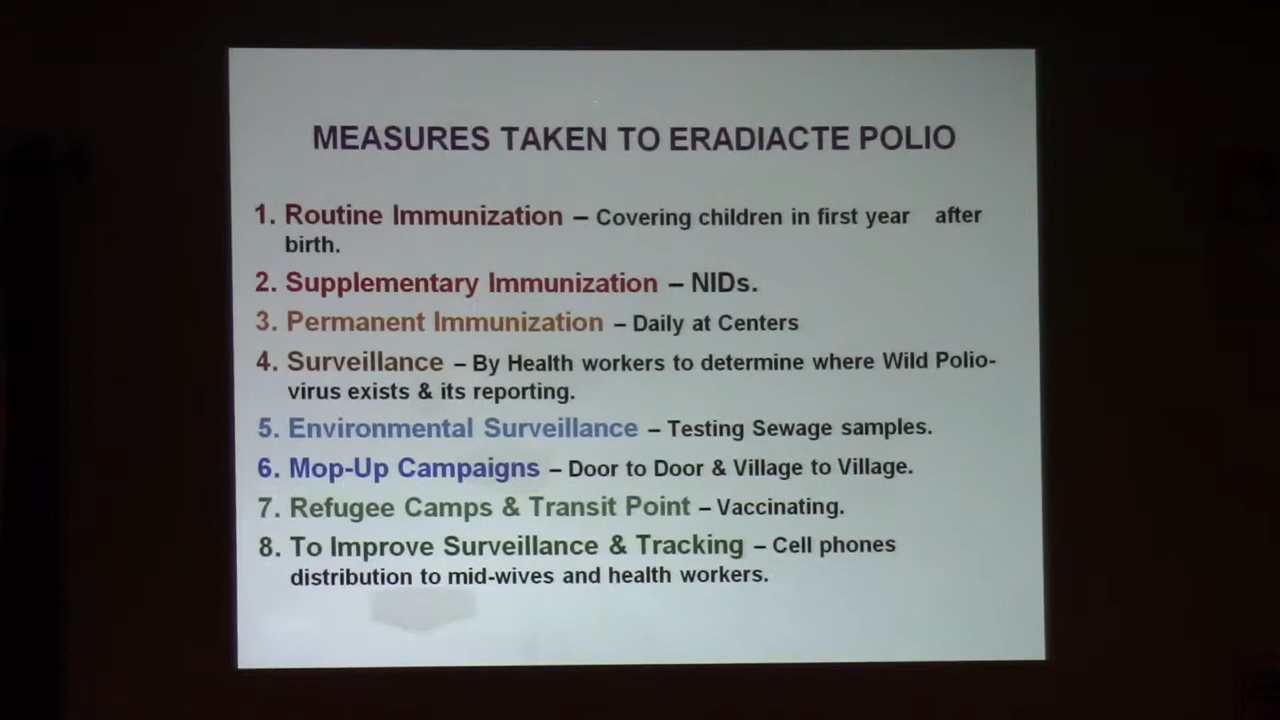 MEASURES TAKEN TO ERADIACTE POLIO
1. Routine Immunization – Covering children in first year after
birth.
2. Supplementary Immunization – NIDs.
3. Permanent Immunization – Daily at Centers
4. Surveillance – By Health workers to determine where Wild Polio-
virus exists & its reporting.
5. Environmental Surveillance – Testing Sewage samples.
6. Mop-Up Campaigns – Door to Door & Village to Village.
7. Refugee Camps & Transit Point – Vaccinating.
8. To Improve Surveillance & Tracking – Cell phones
distribution to mid-wives and health workers.